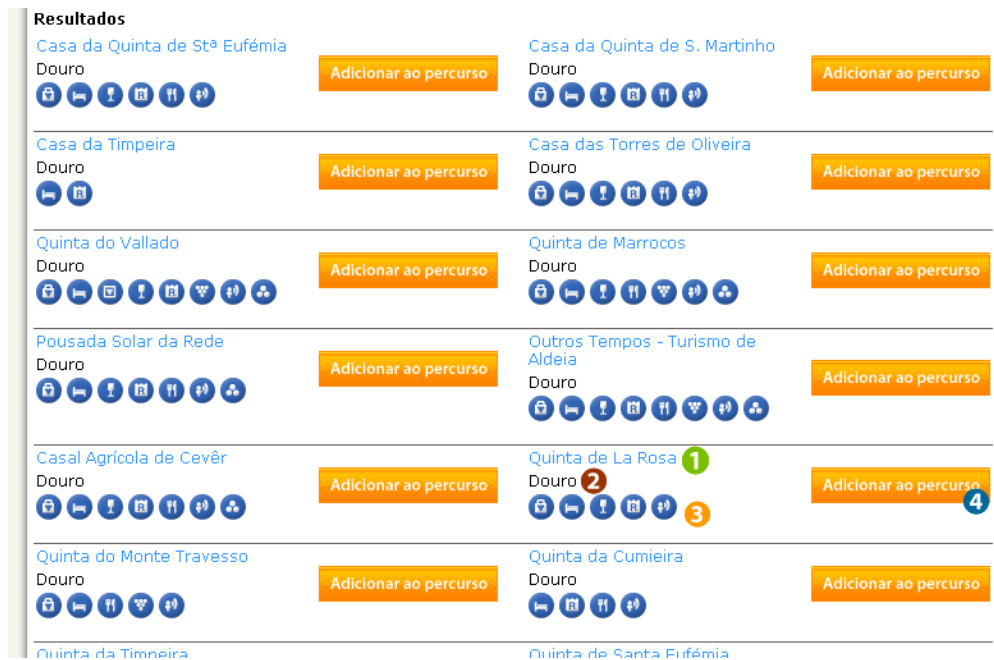 Resultados
Casa da Quinta de Stª Eufémia
Douro
Adicionar ao percurso
R
Casa da Quinta de S. Martinho
Douro
Adicionar ao percurso
R
Casa da Timpeira
Douro
Adicionar ao percurso
R
Casa das Torres de Oliveira
Douro
Adicionar ao percurso
R
Quinta do Vallado
Douro
Adicionar ao percurso
R
Quinta de Marrocos
Douro
Adicionar ao percurso
Pousada Solar da Rede
Douro
Adicionar ao percurso
R
Outros Tempos - Turismo de
Aldeia
Douro
Adicionar ao percurso
R
Casal Agrícola de Cevêr
Douro
Adicionar ao percurso
R
Quinta de La Rosa 1
Douro 2
Adicionar ao percurso
4
R
3
Quinta do Monte Travesso
Douro
Adicionar ao percurso
Quinta da Cumieira
Douro
Adicionar ao percurso
R
Quinta da Timpeira
Quinta de Santa Eufémia